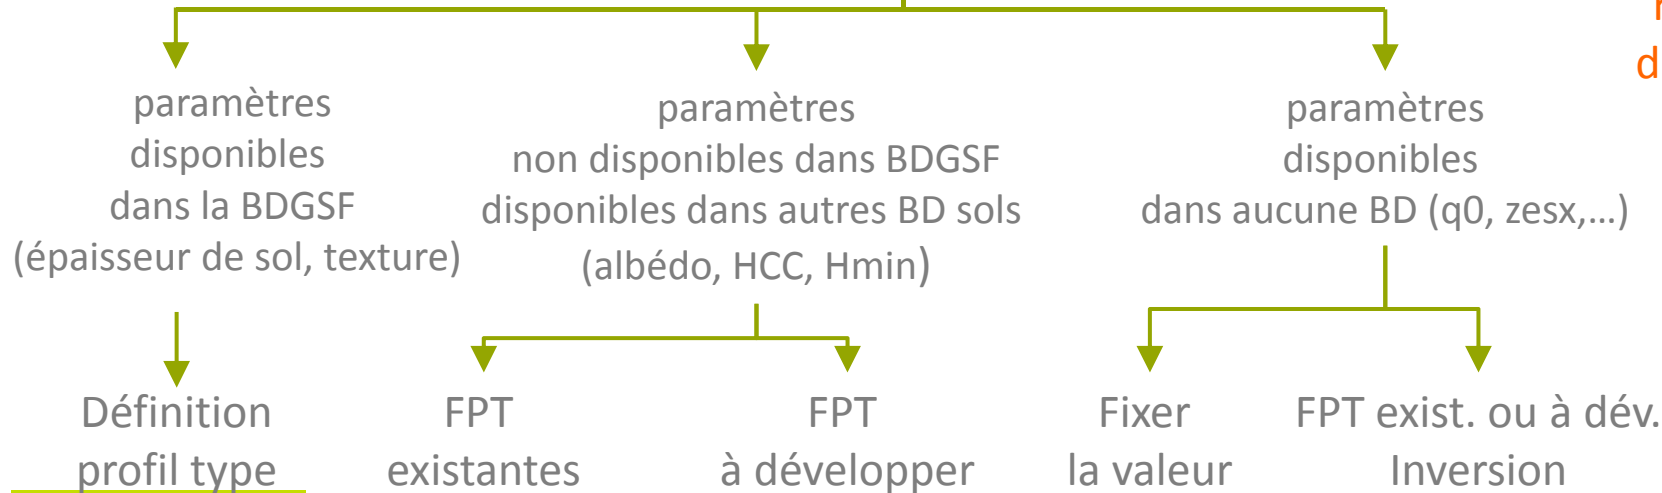 paramètres
disponibles
dans la BDGSF
(épaisseur de sol, texture)
paramètres
non disponibles dans BDGSF
disponibles dans autres BD sols
(albédo, HCC, Hmin)
paramètres
disponibles
dans aucune BD (q0, zesx,...)
Définition
profil type
FPT
existantes
FPT
à développer
Fixer
la valeur
FPT exist. ou à dév.
Inversion